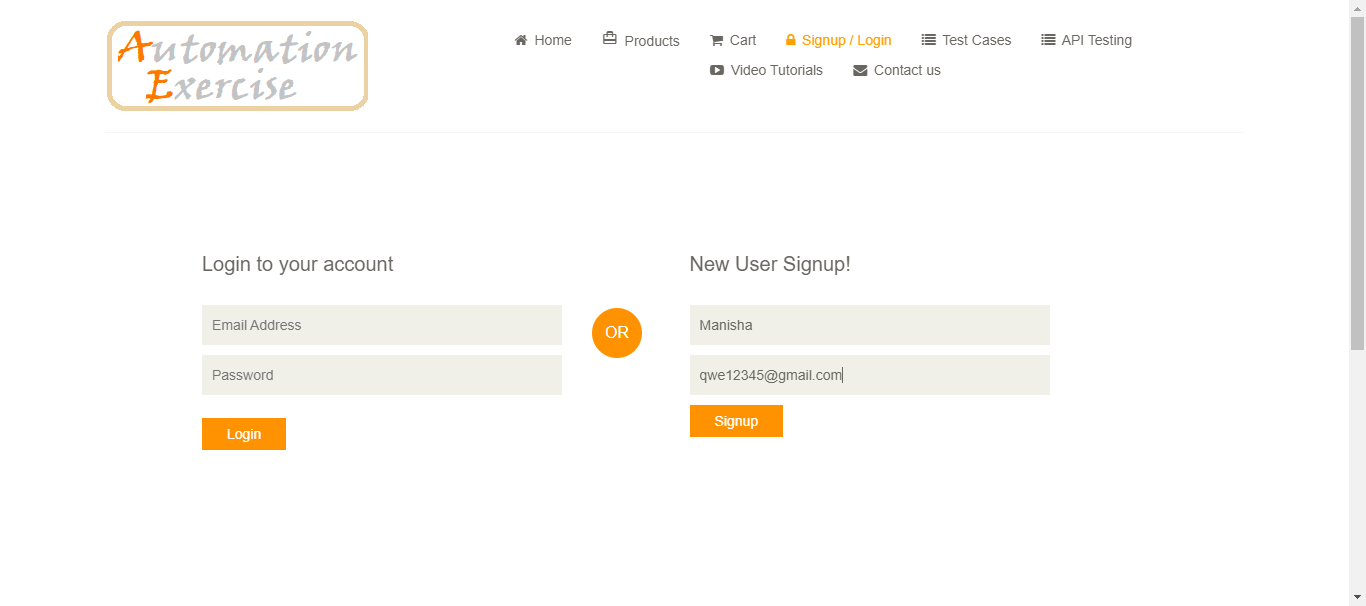 Automation
Exercise
Home Products Cart Signup / Login Test Cases API Testing
Video Tutorials Contact us
Login to your account
Email Address
Password
Login
OR
New User Signup!
Manisha
qwe12345@gmail.com
Signup